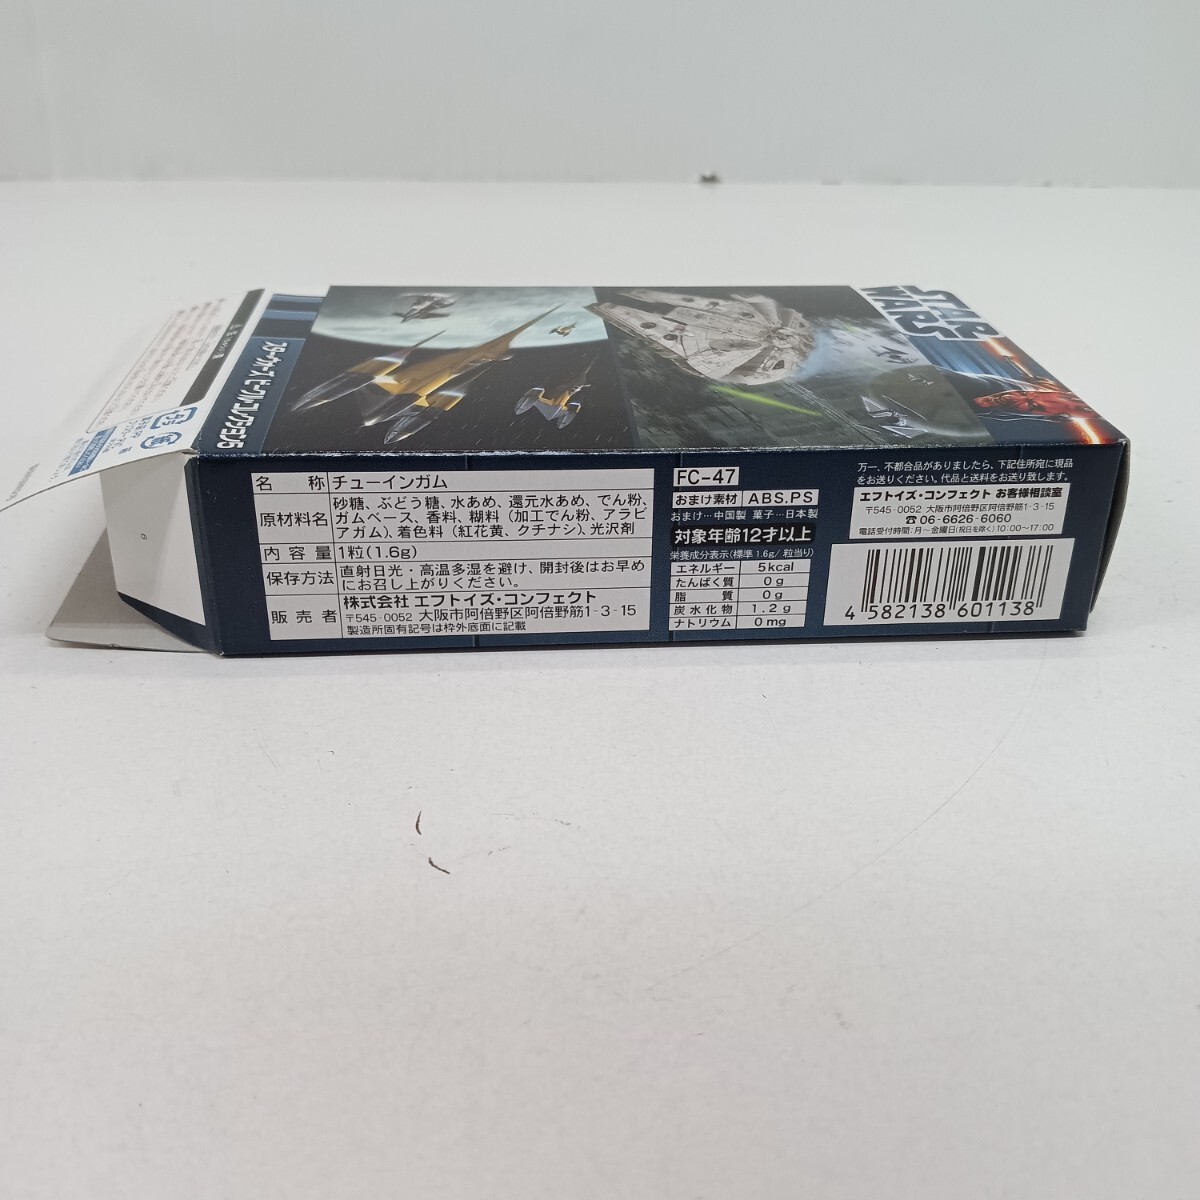 STAR
WARS
スター・ウォーズ ビークル・コレクション5
名称 チューインガム
原材料名 砂糖、ぶどう糖、水あめ、還元水あめ、でん粉、
ガムベース、香料、糊料（加工でん粉、アラビ
アガム）、着色料（紅花黄、クチナシ）、光沢剤
内容量 1粒(1.6g)
保存方法 直射日光・高温多湿を避け、開封後はお早め
にお召し上がりください。
販売者 株式会社 エフトイズ・コンフェクト
〒545-0052 大阪市阿倍野区阿倍野筋1-3-15
製造所固有記号は枠外底面に記載
FC-47
おまけ素材 ABS.PS
おまけ…中国製 菓子…日本製
対象年齢12才以上
栄養成分表示(標準1.6g/粒当り)
エネルギー 5kcal
たんぱく質 0g
脂質 0g
炭水化物 1.2g
ナトリウム 0mg
万一、不都合品がありましたら、下記住所宛に現品
をお送りください。代品と送料をお送り致します。
エフトイズ・コンフェクト お客様相談室
〒545-0052 大阪市阿倍野区阿倍野筋1-3-15
☎06-6626-6060
電話受付時間:月〜金曜日(祝日を除く)10:00〜17:00
4 582138 601138